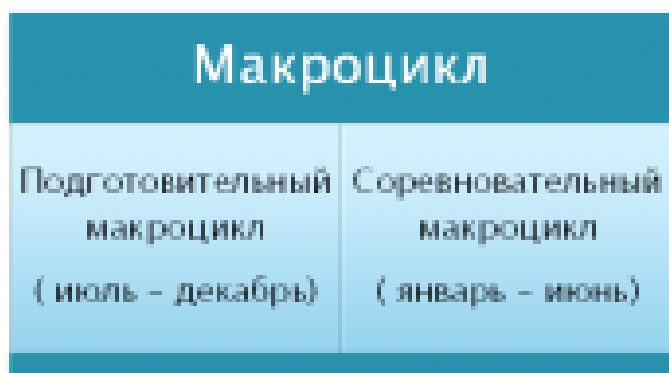 Макроцикл
Подготовительный
макроцикл
( июль – декабрь)
Соревновательный
макроцикл
( январь – июнь)